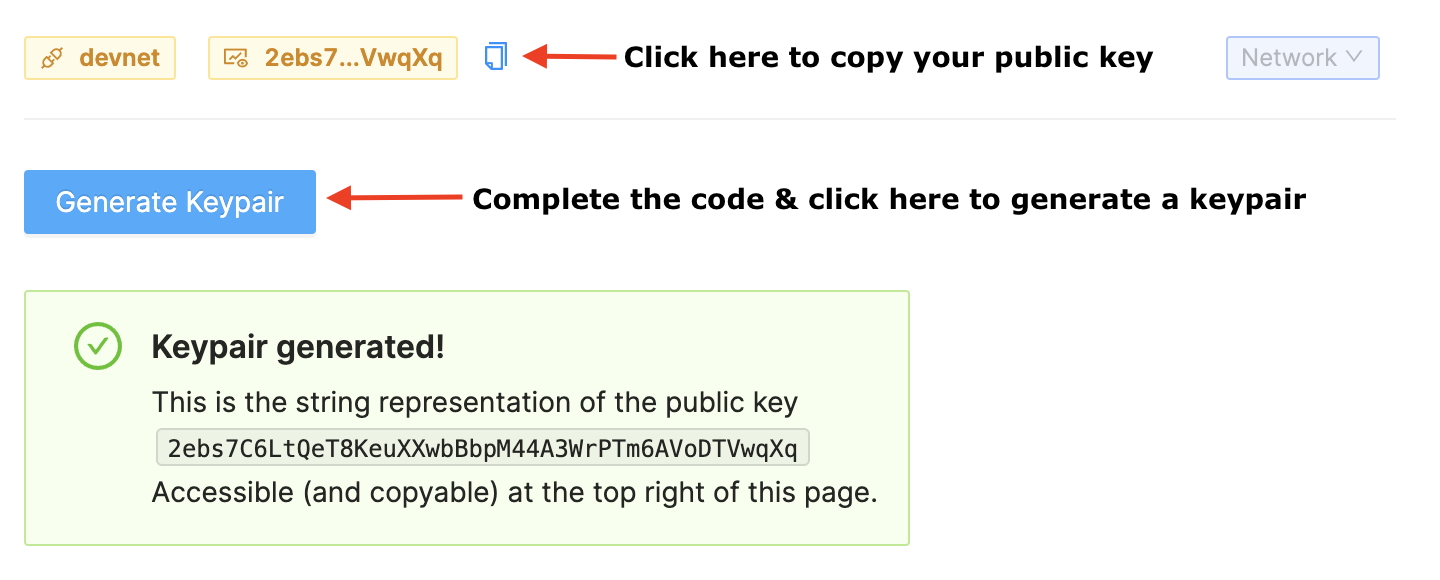 devnet 2ebs7...VwqXq Click here to copy your public key Network
Generate Keypair Complete the code & click here to generate a keypair
Keypair generated!
This is the string representation of the public key
2ebs7C6LtQeT8KeuXXwbBbpM44A3WrPTm6AVoDTVwqXq
Accessible (and copyable) at the top right of this page.